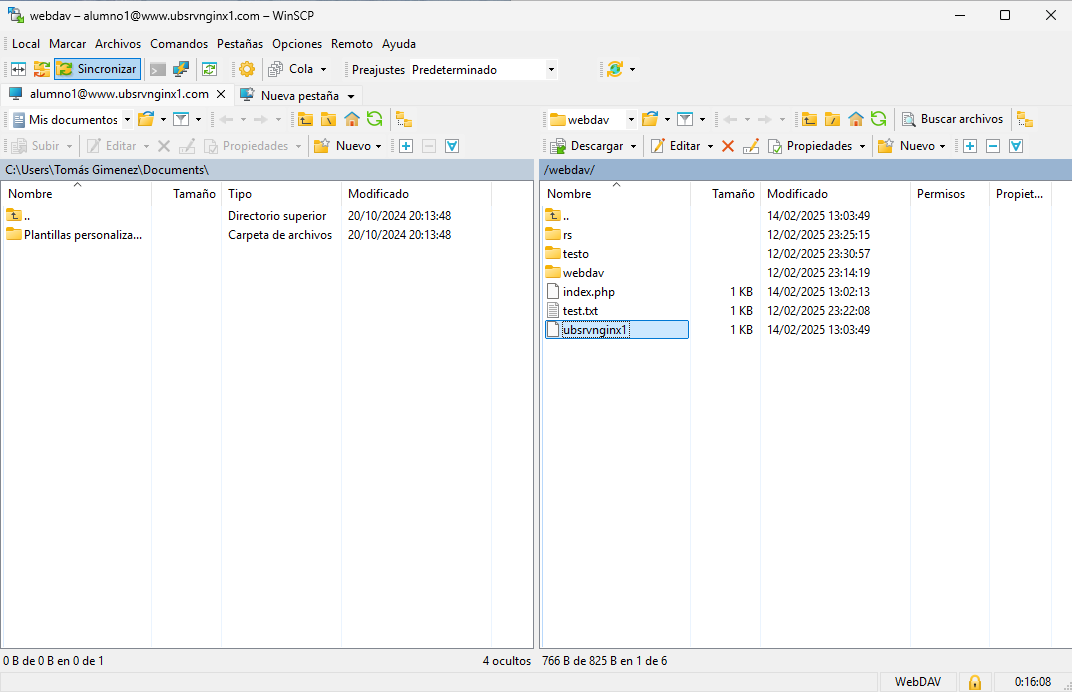 webdav – alumno1@www.ubsrvnginx1.com – WinSCP
Local Marcar Archivos Comandos Pestañas Opciones Remoto Ayuda
Sincronizar Cola Preajustes Predeterminado
alumno1@www.ubsrvnginx1.com Nueva pestaña
Mis documentos webdav Buscar archivos
Subir Editar Propiedades Nuevo Descargar Editar Propiedades Nuevo
C:\Users\Tomás Gimenez\Documents\ /webdav/
Nombre Tamaño Tipo Modificado Nombre Tamaño Modificado Permisos Propiet...
.. Directorio superior 20/10/2024 20:13:48 .. 14/02/2025 13:03:49
Plantillas personaliza... Carpeta de archivos 20/10/2024 20:13:48 rs 12/02/2025 23:25:15
testo 12/02/2025 23:30:57
webdav 12/02/2025 23:14:19
index.php 1 KB 14/02/2025 13:02:13
test.txt 1 KB 12/02/2025 23:22:08
ubsrvnginx1 1 KB 14/02/2025 13:03:49
0 B de 0 B en 0 de 1 4 ocultos 766 B de 825 B en 1 de 6
WebDAV 0:16:08